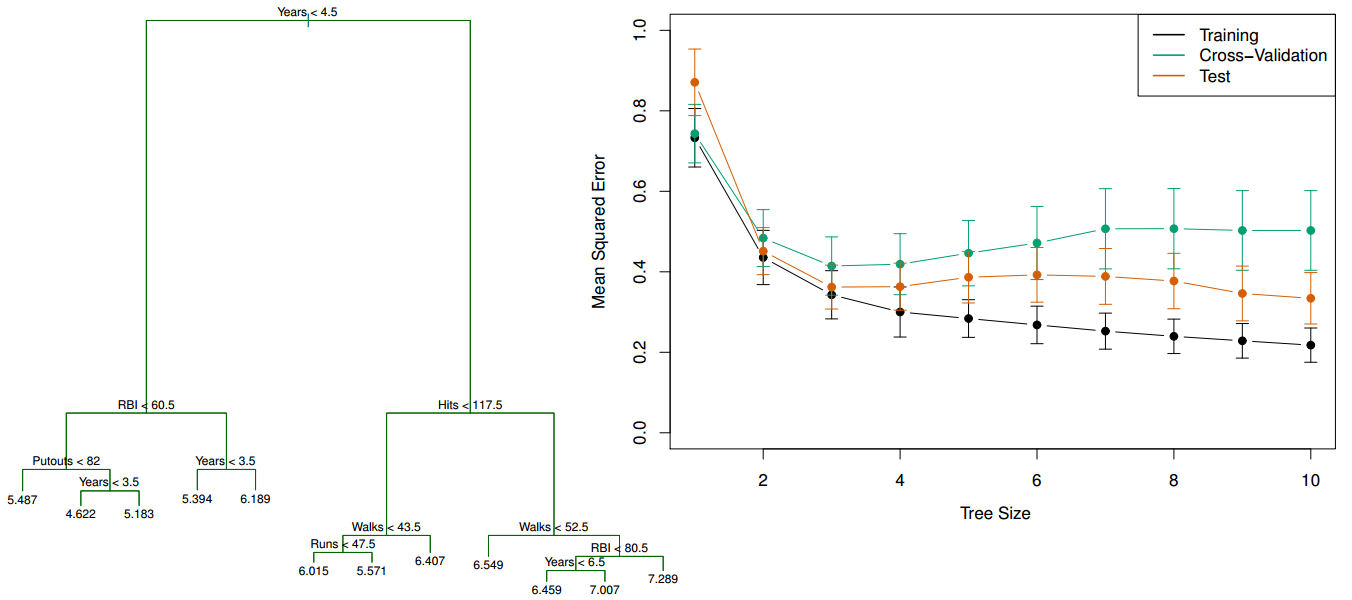 Years < 4.5
RBI < 60.5
Hits < 117.5
Putouts < 82
Years < 3.5
Years < 3.5
5.487
4.622
5.183
5.394
6.189
Walks < 43.5
Walks < 52.5
Runs < 47.5
RBI < 80.5
6.015
5.571
6.407
6.549
Years < 6.5
6.459
7.007
7.289
Training
Cross−Validation
Test
Mean Squared Error
1.0
0.8
0.6
0.4
0.2
0.0
2
4
6
8
10
Tree Size